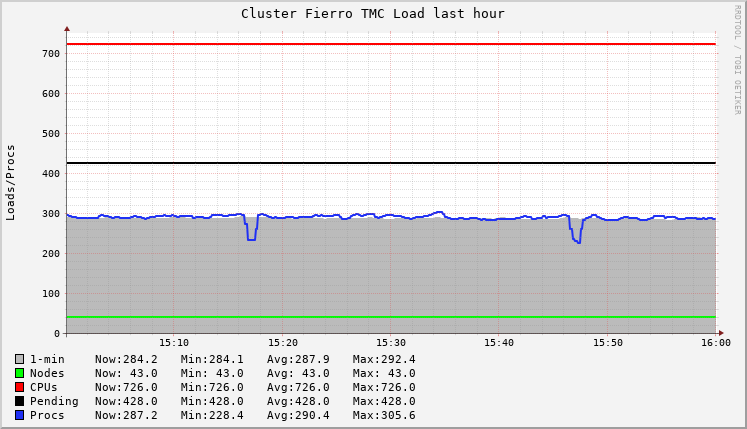 Cluster Fierro TMC Load last hour
RRDTOOL / TOBI OETIKER
Loads/Procs
700
600
500
400
300
200
100
0
15:10 15:20 15:30 15:40 15:50 16:00
1-min Now:284.2 Min:284.1 Avg:287.9 Max:292.4
Nodes Now: 43.0 Min: 43.0 Avg: 43.0 Max: 43.0
CPUs Now:726.0 Min:726.0 Avg:726.0 Max:726.0
Pending Now:428.0 Min:428.0 Avg:428.0 Max:428.0
Procs Now:287.2 Min:228.4 Avg:290.4 Max:305.6